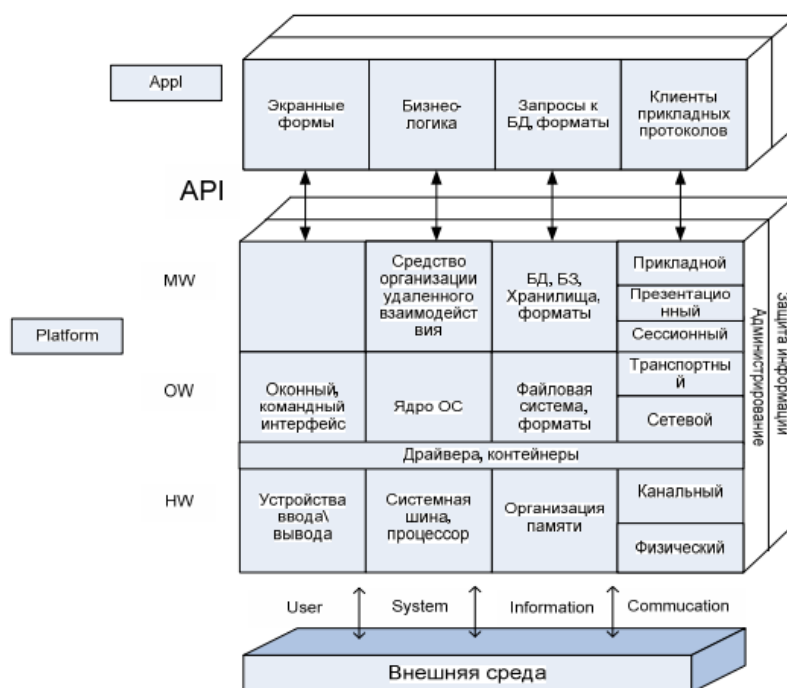 Appl
Экранные
формы
Бизнес-
логика
Запросы к
БД, форматы
Клиенты
прикладных
протоколов
API
MW
Средство
организации
удаленного
взаимодейст
вия
БД, БЗ,
Хранилища,
форматы
Прикладной
Презентацио
нный
Сессионный
Platform
OW
Оконный,
командный
интерфейс
Ядро ОС
Файловая
система,
форматы
Транспортны
й
Сетевой
Драйвера, контейнеры
HW
Устройства
ввода\
вывода
Системная
шина,
процессор
Организация
памяти
Канальный
Физический
Администрирование
Защита информации
User
System
Information
Commucation
Внешняя среда